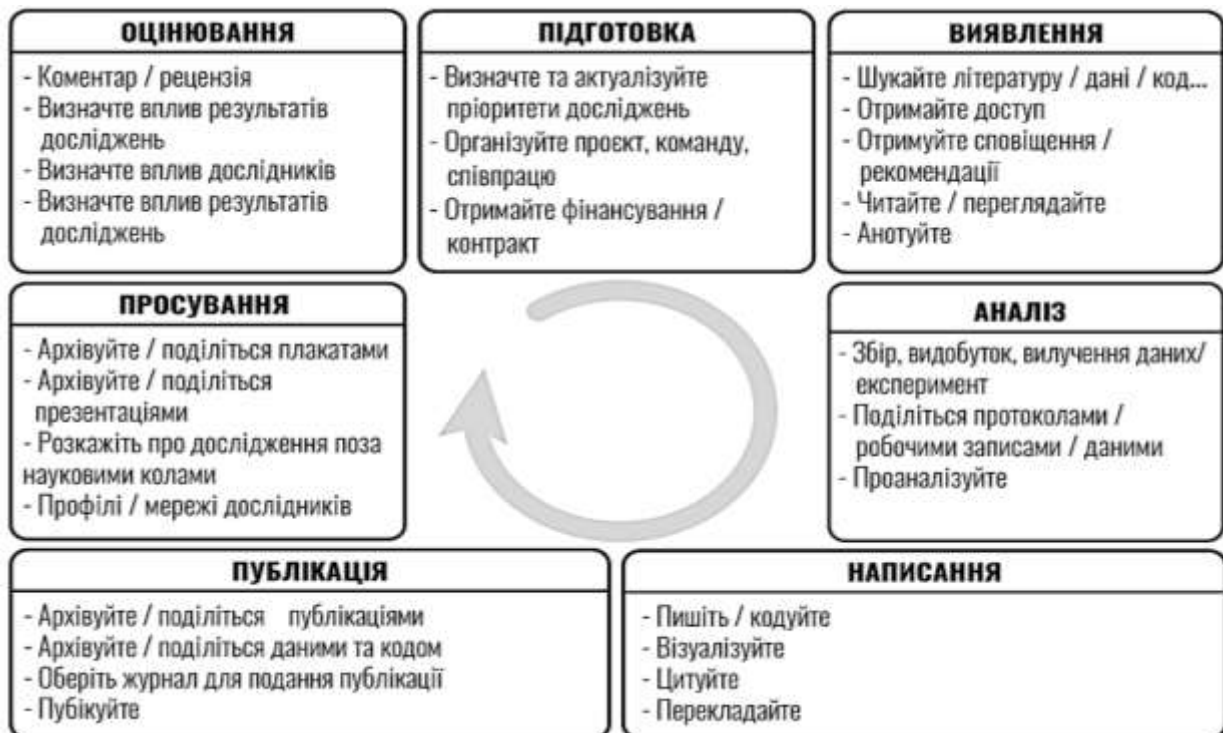 ОЦІНЮВАННЯ
- Коментар / рецензія
- Визначте вплив результатів
досліджень
- Визначте вплив дослідників
- Визначте вплив результатів
досліджень
ПІДГОТОВКА
- Визначте та актуалізуйте
пріоритети досліджень
- Організуйте проєкт, команду,
співпрацю
- Отримайте фінансування /
контракт
ВИЯВЛЕННЯ
- Шукайте літературу / дані / код...
- Отримайте доступ
- Отримуйте сповіщення /
рекомендації
- Читайте / переглядайте
- Анотуйте
ПРОСУВАННЯ
- Архівуйте / поділіться плакатами
- Архівуйте / поділіться
презентаціями
- Розкажіть про дослідження поза
науковими колами
- Профілі / мережі дослідників
АНАЛІЗ
- Збір, видобуток, вилучення даних/
експеримент
- Поділіться протоколами /
робочими записами / даними
- Проаналізуйте
ПУБЛІКАЦІЯ
- Архівуйте / поділіться публікаціями
- Архівуйте / поділіться даними та кодом
- Оберіть журнал для подання публікації
- Пубікуйте
НАПИСАННЯ
- Пишіть / кодуйте
- Візуалізуйте
- Цитуйте
- Перекладайте